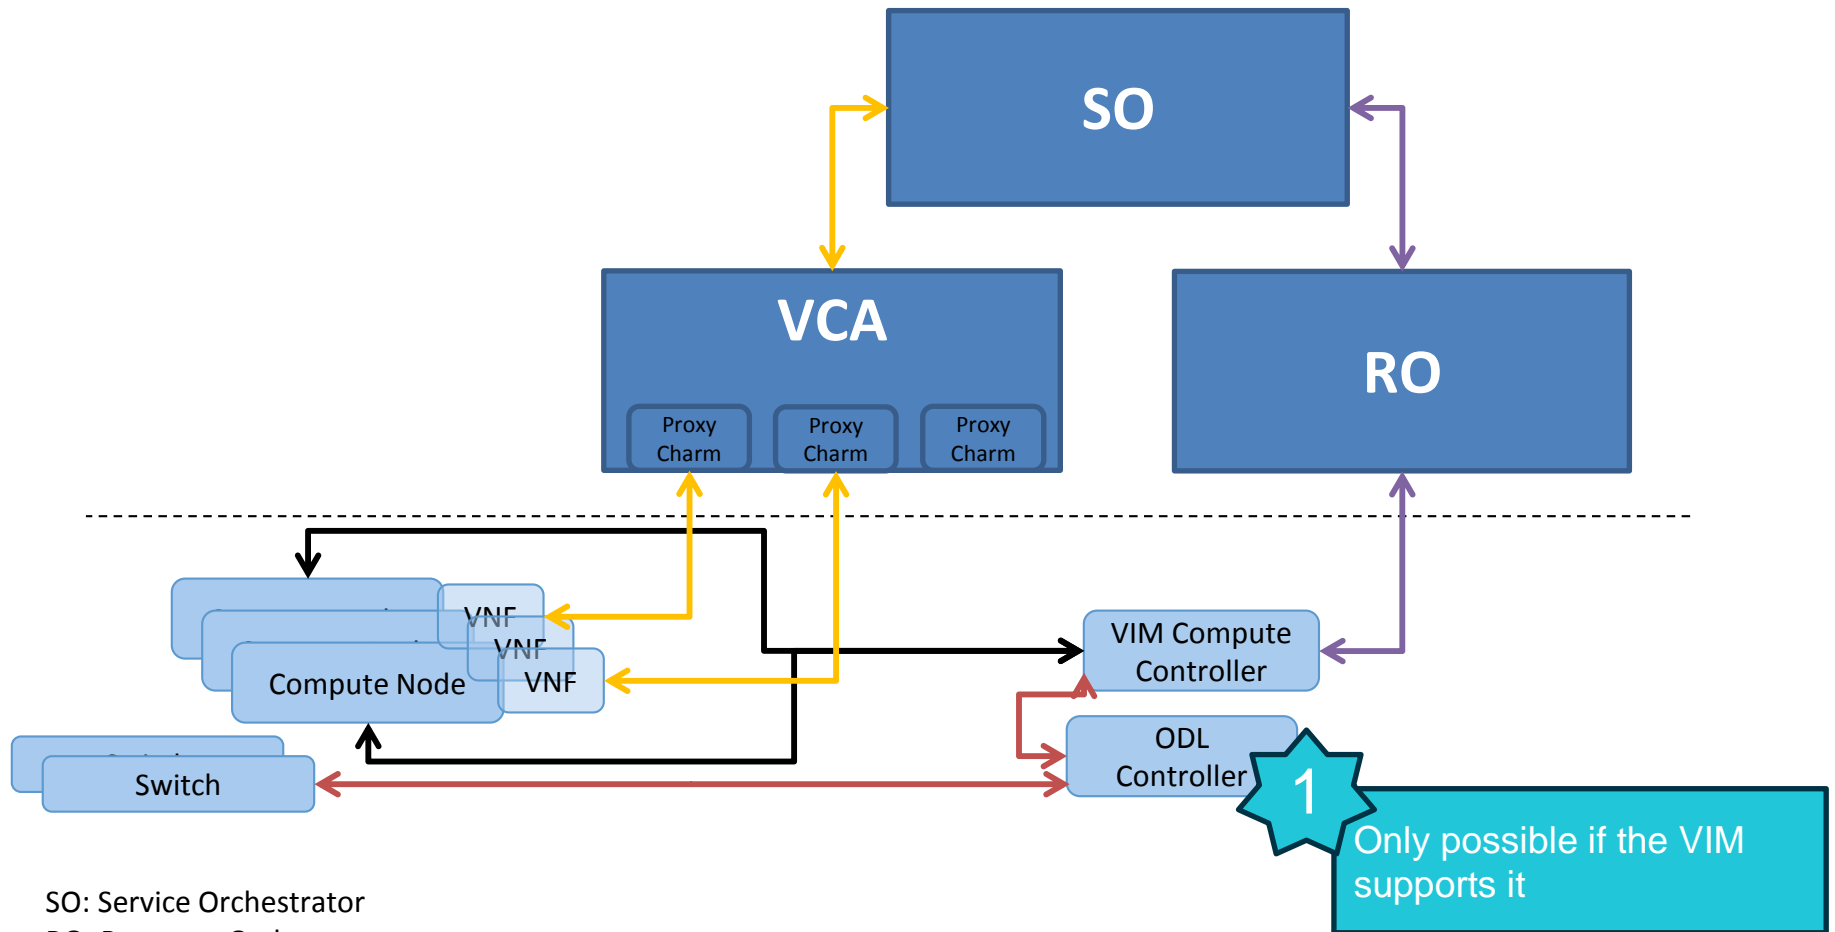 SO
VCA
RO
Proxy
Charm
Proxy
Charm
Proxy
Charm
VNF
VNF
VNF
Compute Node
VIM Compute
Controller
ODL
Controller
Switch
1
Only possible if the VIM
supports it
SO: Service Orchestrator